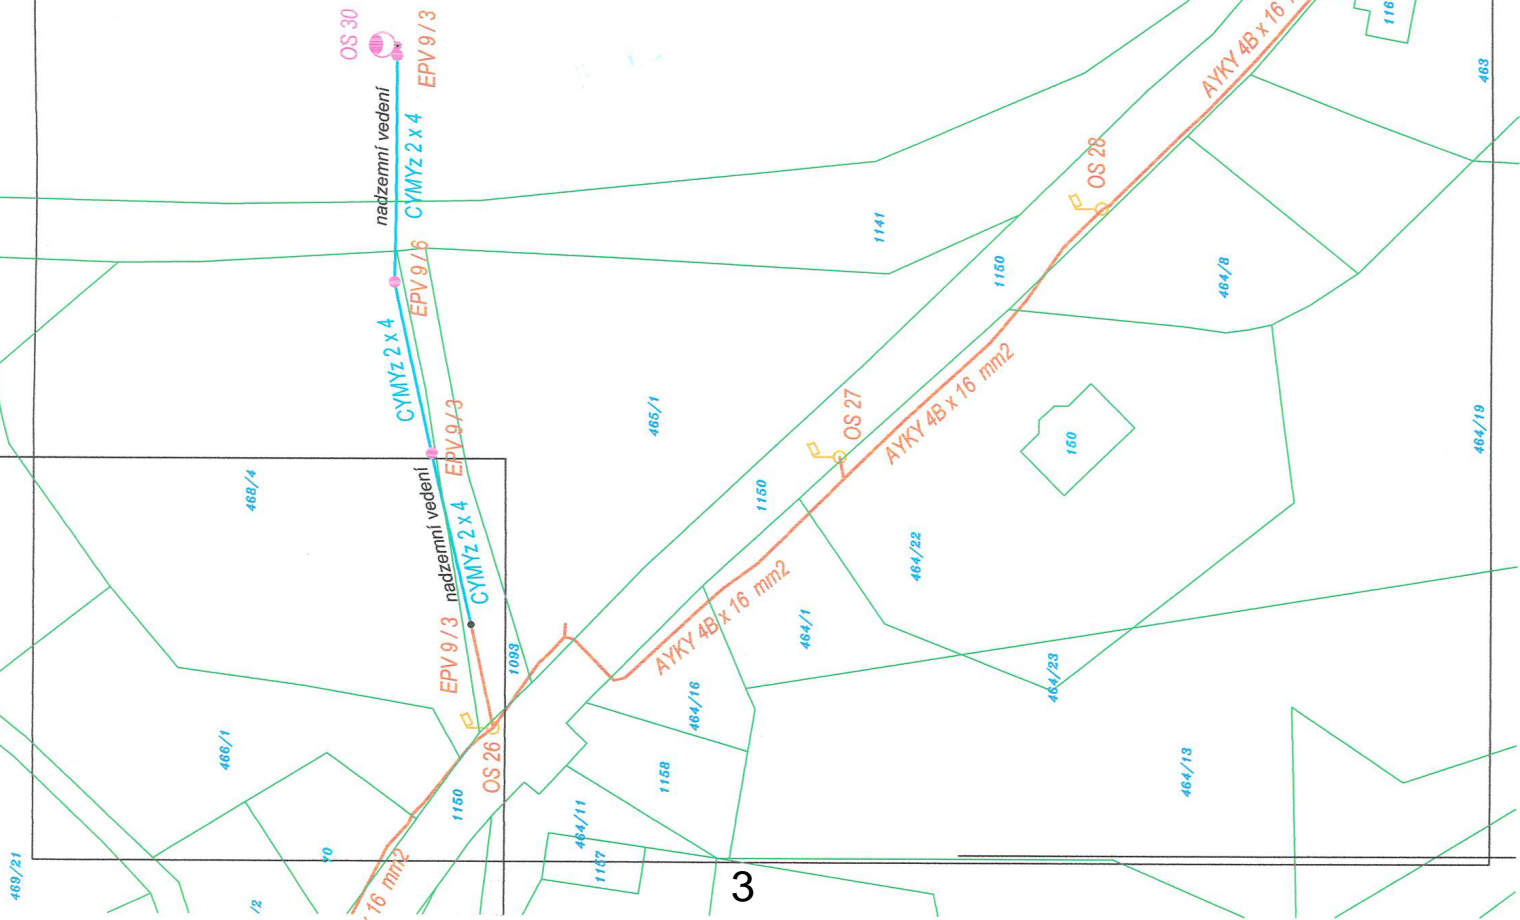 OS 30
EPV 9 / 3
nadzemní vedení
CYMYz 2 x 4
EPV 9 / 6
CYMYz 2 x 4
EPV 9 / 3
nadzemní vedení
CYMYz 2 x 4
EPV 9 / 3
OS 26
AYKY 4B x 16
116
463
OS 28
1141
1150
464/8
465/1
OS 27
AYKY 4B x 16 mm2
150
464/19
468/4
1150
464/22
AYKY 4B x 16 mm2
464/1
1093
464/23
464/16
466/1
1158
464/13
1150
464/11
1157
16 mm2
469/21
/2
3